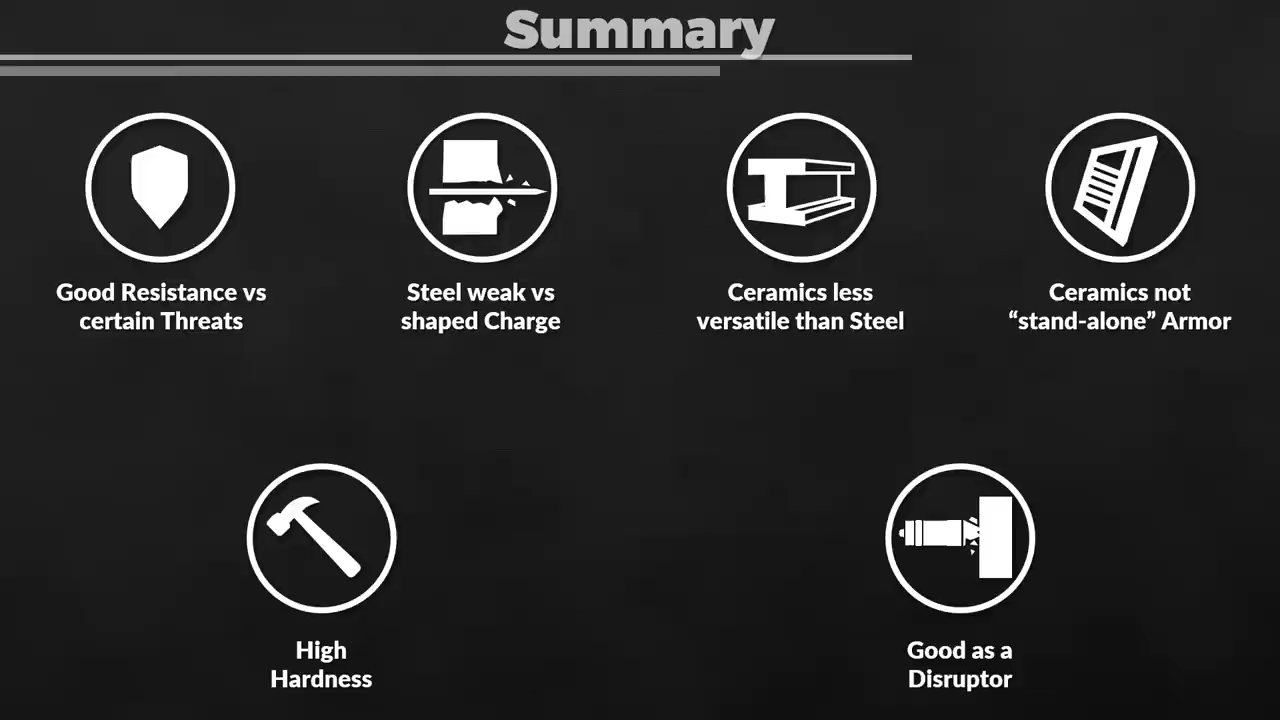 Summary
Good Resistance vs
certain Threats
Steel weak vs
shaped Charge
Ceramics less
versatile than Steel
Ceramics not
“stand-alone” Armor
High
Hardness
Good as a
Disruptor